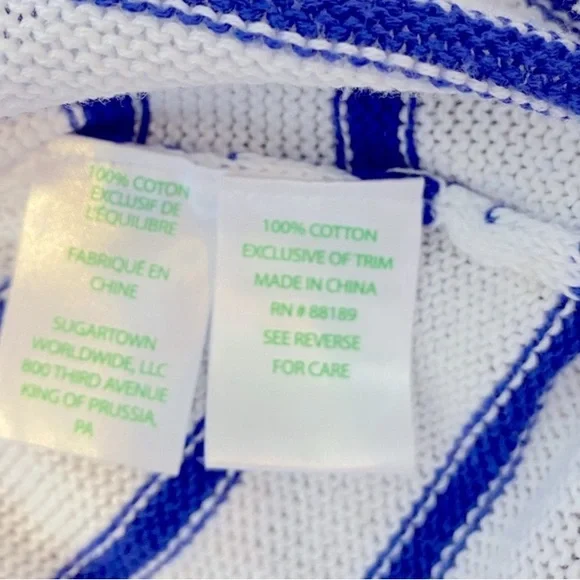 100% COTON
EXCLUSIF DE
L'ÉQUILIBRE
FABRIQUÉ EN
CHINE
SUGARTOWN
WORLDWIDE, LLC
800 THIRD AVENUE
KING OF PRUSSIA,
PA
100% COTTON
EXCLUSIVE OF TRIM
MADE IN CHINA
RN # 88189
SEE REVERSE
FOR CARE